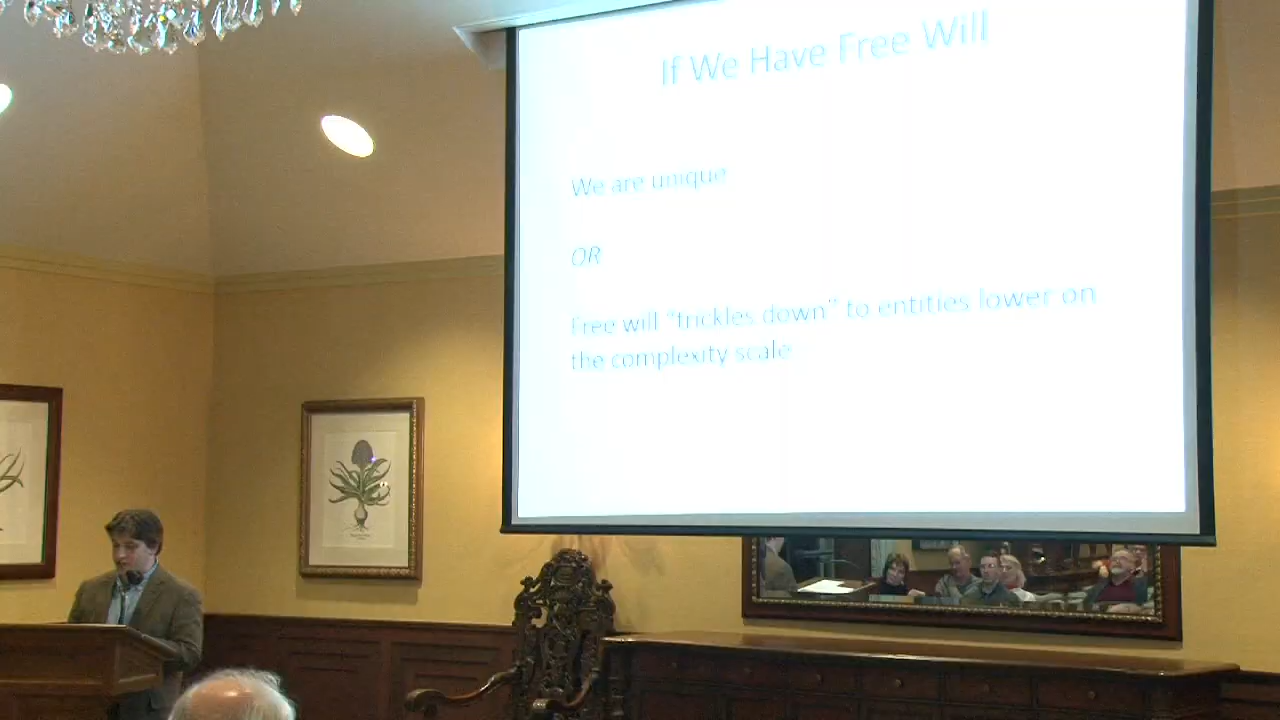 If We Have Free Will
We are unique
OR
Free will “trickles down” to entities lower on
the complexity scale